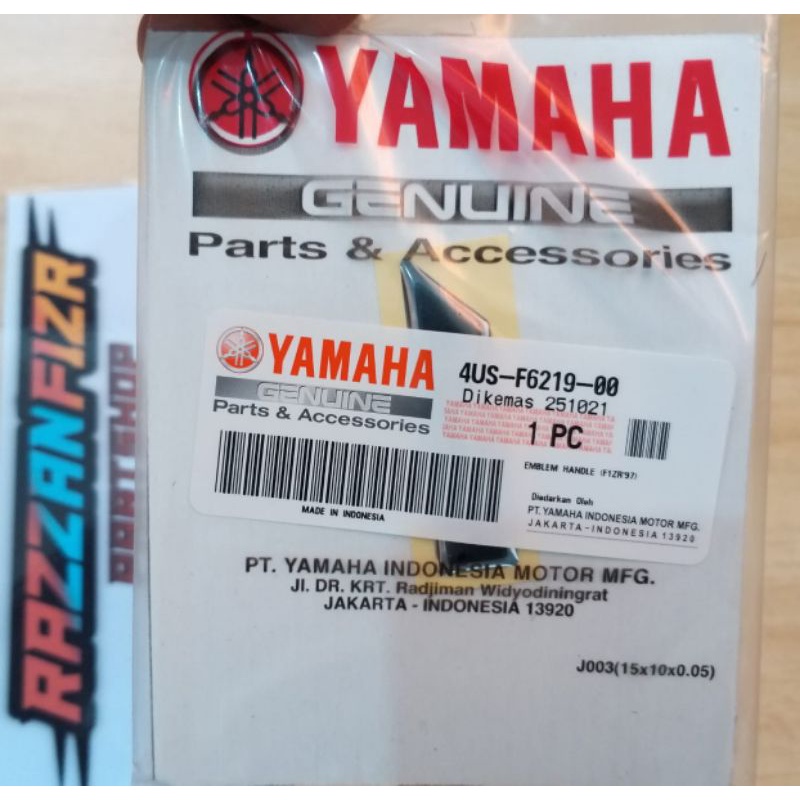 YAMAHA
GENUINE
Parts & Accessories
YAMAHA
GENUINE
Parts & Accessories
MADE IN INDONESIA
4US-F6219-00
Dikemas 251021
1 PC
EMBLEM HANDLE (F1ZR'97)
Diedarkan Oleh
PT. YAMAHA INDONESIA MOTOR MFG.
JAKARTA-INDONESIA 13920
PT. YAMAHA INDONESIA MOTOR MFG.
Jl. DR. KRT. Radjiman Widyodiningrat
JAKARTA - INDONESIA 13920
J003(15x10x0.05)
RAZZAN FIZR
PARTSHOP